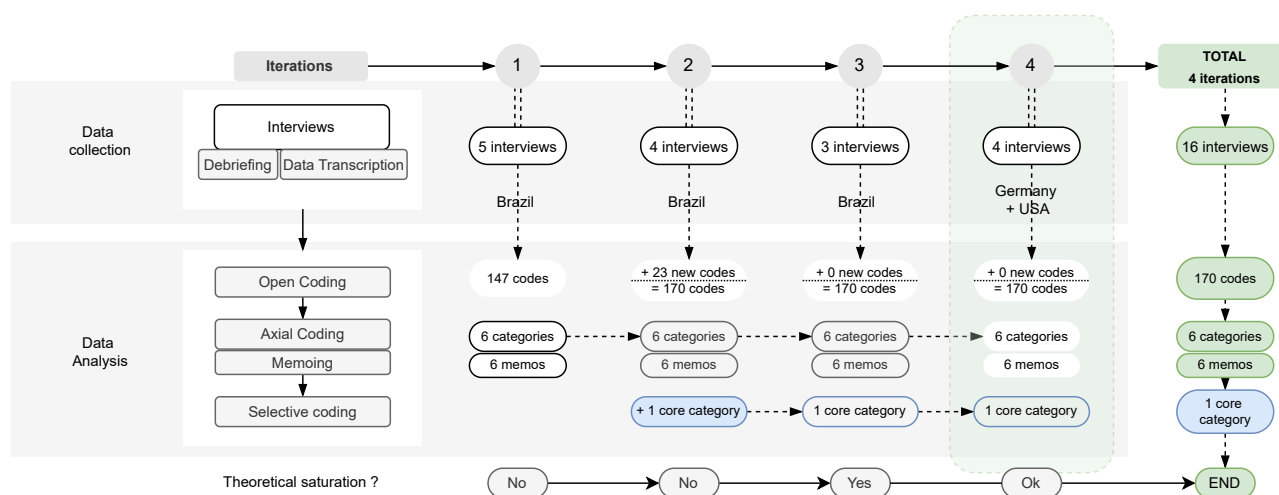 Iterations
1
2
3
4
TOTAL
4 iterations
Data
collection
Interviews
Debriefing
Data Transcription
5 interviews
4 interviews
3 interviews
4 interviews
16 interviews
Brazil
Brazil
Brazil
Germany
+ USA
Data
Analysis
Open Coding
147 codes
+ 23 new codes
= 170 codes
+ 0 new codes
= 170 codes
+ 0 new codes
= 170 codes
170 codes
Axial Coding
6 categories
6 categories
6 categories
6 categories
6 categories
Memoing
6 memos
6 memos
6 memos
6 memos
6 memos
Selective coding
+ 1 core category
1 core category
1 core category
1 core
category
Theoretical saturation ?
No
No
Yes
Ok
END